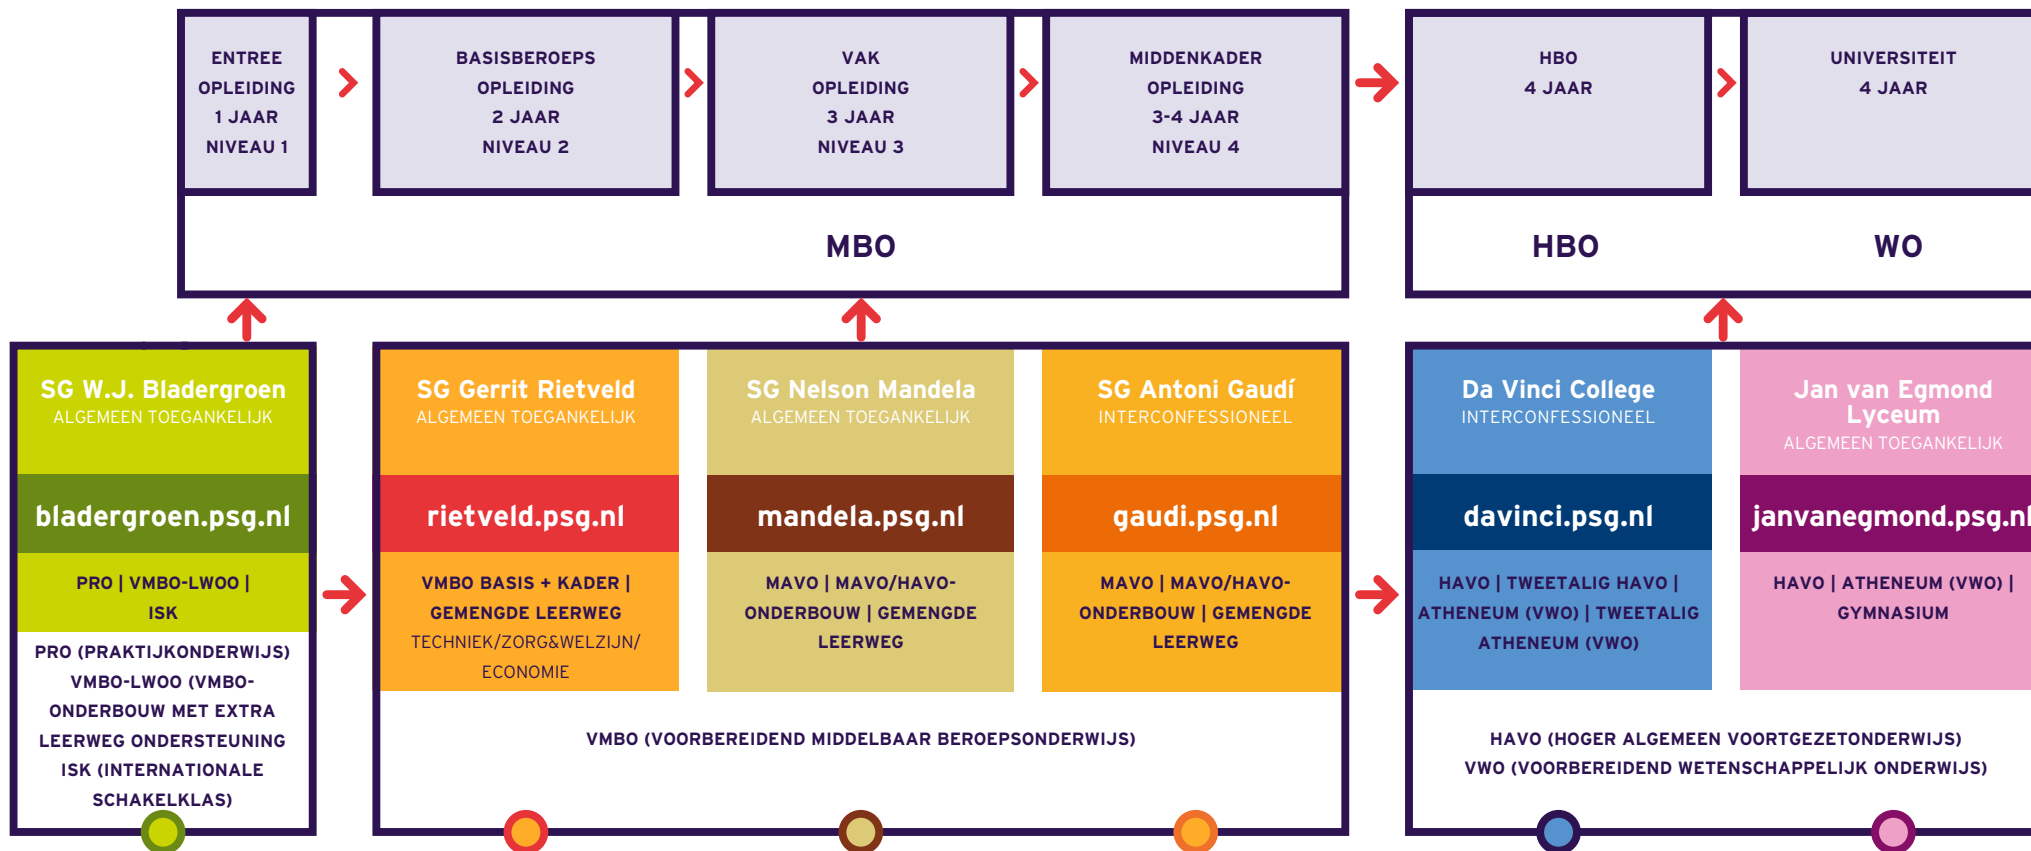 ENTREE
OPLEIDING
1 JAAR
NIVEAU 1
BASISBEROEPS
OPLEIDING
2 JAAR
NIVEAU 2
VAK
OPLEIDING
3 JAAR
NIVEAU 3
MIDDENKADER
OPLEIDING
3-4 JAAR
NIVEAU 4
HBO
4 JAAR
UNIVERSITEIT
4 JAAR
MBO
HBO
WO
SG W.J. Bladergroen
ALGEMEEN TOEGANKELIJK
bladergroen.psg.nl
PRO | VMBO-LWOO |
ISK
PRO (PRAKTIJKONDERWIJS)
VMBO-LWOO (VMBO-
ONDERBOUW MET EXTRA
LEERWEG ONDERSTEUNING
ISK (INTERNATIONALE
SCHAKELKLAS)
SG Gerrit Rietveld
ALGEMEEN TOEGANKELIJK
rietveld.psg.nl
VMBO BASIS + KADER |
GEMENGDE LEERWEG
TECHNIEK/ZORG&WELZIJN/
ECONOMIE
SG Nelson Mandela
ALGEMEEN TOEGANKELIJK
mandela.psg.nl
MAVO | MAVO/HAVO-
ONDERBOUW | GEMENGDE
LEERWEG
SG Antoni Gaudí
INTERCONFESSIONEEL
gaudi.psg.nl
MAVO | MAVO/HAVO-
ONDERBOUW | GEMENGDE
LEERWEG
VMBO (VOORBEREIDEND MIDDELBAAR BEROEPSONDERWIJS)
Da Vinci College
INTERCONFESSIONEEL
davinci.psg.nl
HAVO | TWEETALIG HAVO |
ATHENEUM (VWO) | TWEETALIG
ATHENEUM (VWO)
Jan van Egmond
Lyceum
ALGEMEEN TOEGANKELIJK
janvanegmond.psg.nl
HAVO | ATHENEUM (VWO) |
GYMNASIUM
HAVO (HOGER ALGEMEEN VOORTGEZETONDERWIJS)
VWO (VOORBEREIDEND WETENSCHAPPELIJK ONDERWIJS)